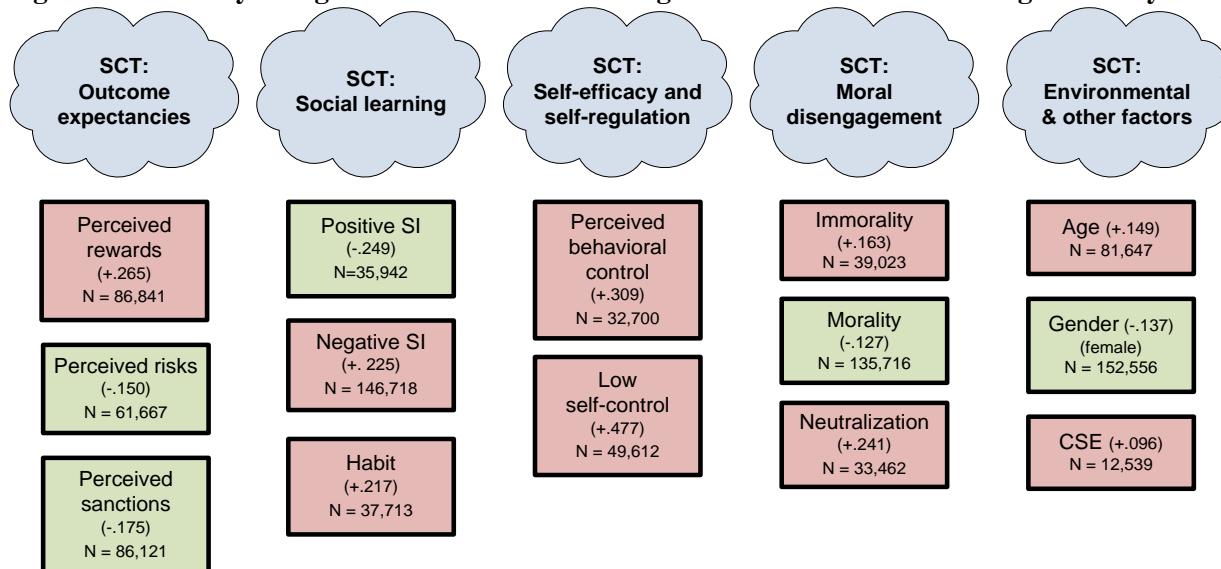 SCT:
Outcome
expectancies
SCT:
Social learning
SCT:
Self-efficacy and
self-regulation
SCT:
Moral
disengagement
SCT:
Environmental
& other factors
Perceived
rewards
(+.265)
N = 86,841
Perceived risks
(-.150)
N = 61,667
Perceived
sanctions
(-.175)
N = 86,121
Positive SI
(-.249)
N=35,942
Negative SI
(+. 225)
N = 146,718
Habit
(+.217)
N = 37,713
Perceived
behavioral
control
(+.309)
N = 32,700
Low
self-control
(+.477)
N = 49,612
Immorality
(+.163)
N = 39,023
Morality
(-.127)
N = 135,716
Neutralization
(+.241)
N = 33,462
Age (+.149)
N = 81,647
Gender (-.137)
(female)
N = 152,556
CSE (+.096)
N = 12,539